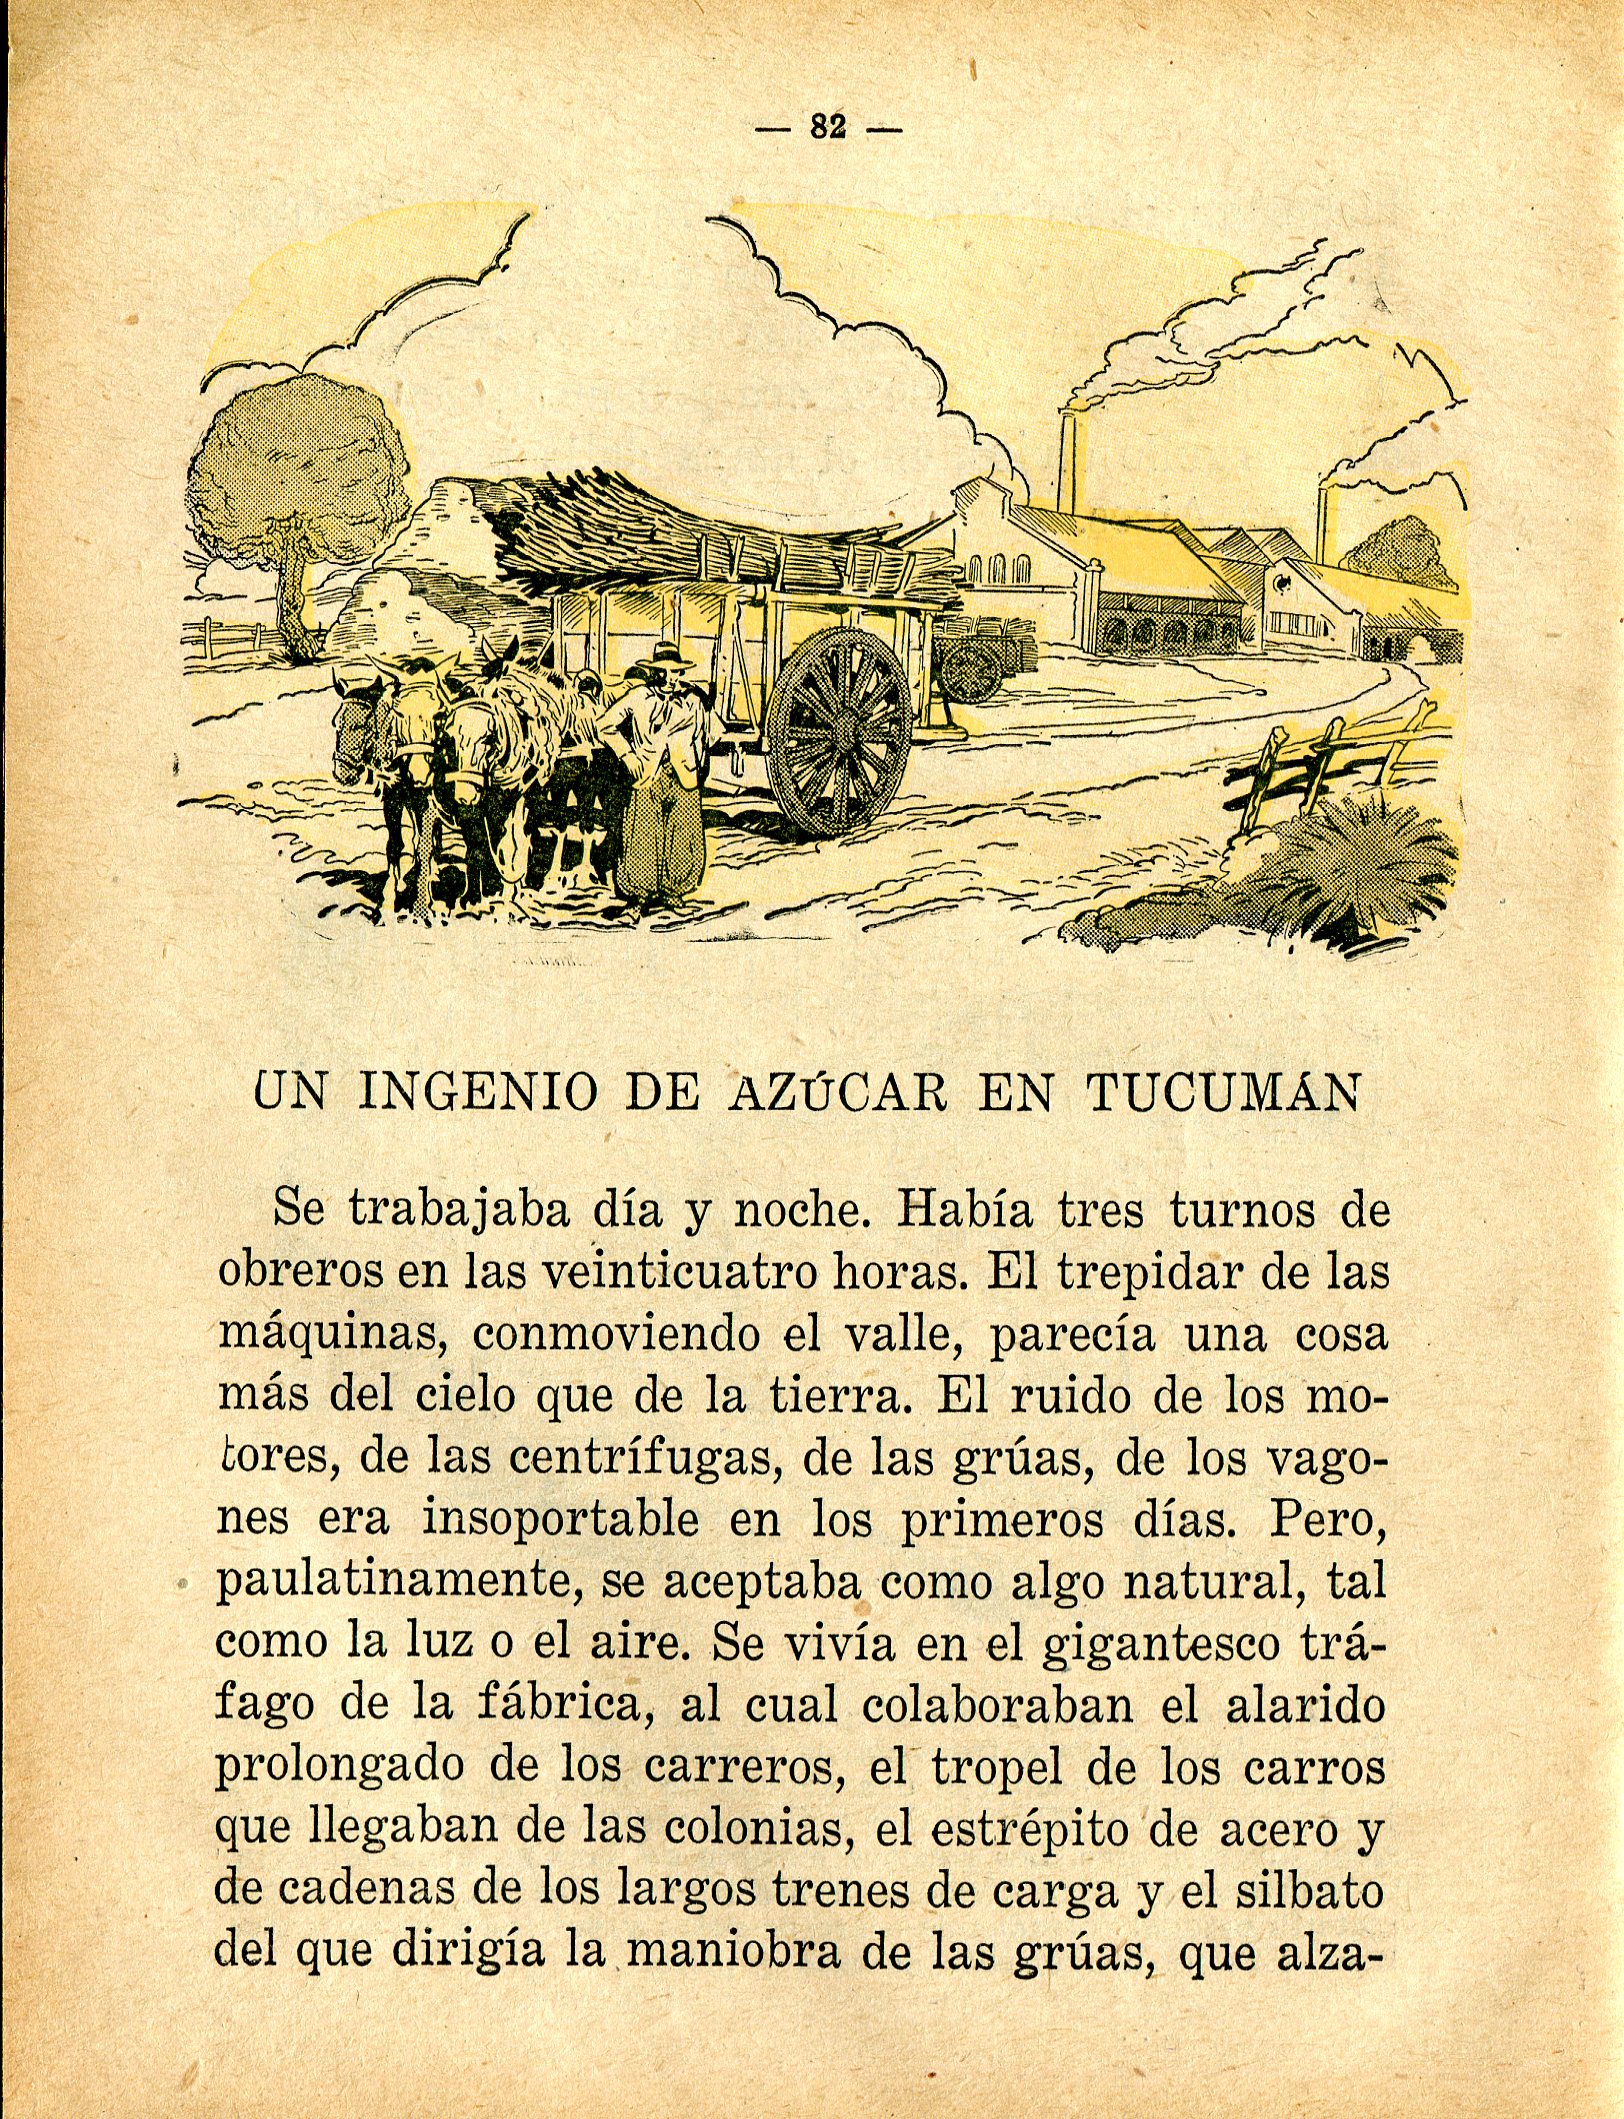 — 82 —
UN INGENIO DE AZÚCAR EN TUCUMÁN
Se trabajaba día y noche. Había tres turnos de
obreros en las veinticuatro horas. El trepidar de las
máquinas, conmoviendo el valle, parecía una cosa
más del cielo que de la tierra. El ruido de los mo-
tores, de las centrífugas, de las grúas, de los vago-
nes era insoportable en los primeros días. Pero,
paulatinamente, se aceptaba como algo natural, tal
como la luz o el aire. Se vivía en el gigantesco trá-
fago de la fábrica, al cual colaboraban el alarido
prolongado de los carreros, el tropel de los carros
que llegaban de las colonias, el estrépito de acero y
de cadenas de los largos trenes de carga y el silbato
del que dirigía la maniobra de las grúas, que alza-